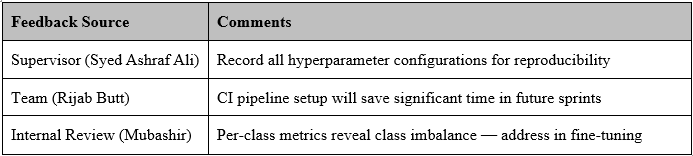 Feedback Source Comments
Supervisor (Syed Ashraf Ali) Record all hyperparameter configurations for reproducibility
Team (Rijab Butt) CI pipeline setup will save significant time in future sprints
Internal Review (Mubashir) Per-class metrics reveal class imbalance — address in fine-tuning